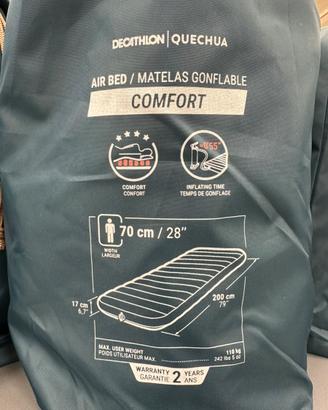 DECATHLON | QUECHUA
AIR BED / MATELAS GONFLABLE
COMFORT
COMFORT
CONFORT
INFLATING TIME
TEMPS DE GONFLAGE
70 cm / 28"
WIDTH
LARGEUR
17 cm
6,7"
200 cm
79"
MAX. USER WEIGHT
POIDS UTILISATEUR MAX.
110 kg
242 lbs 5 oz
WARRANTY 2 YEARS
GARANTIE 2 ANS